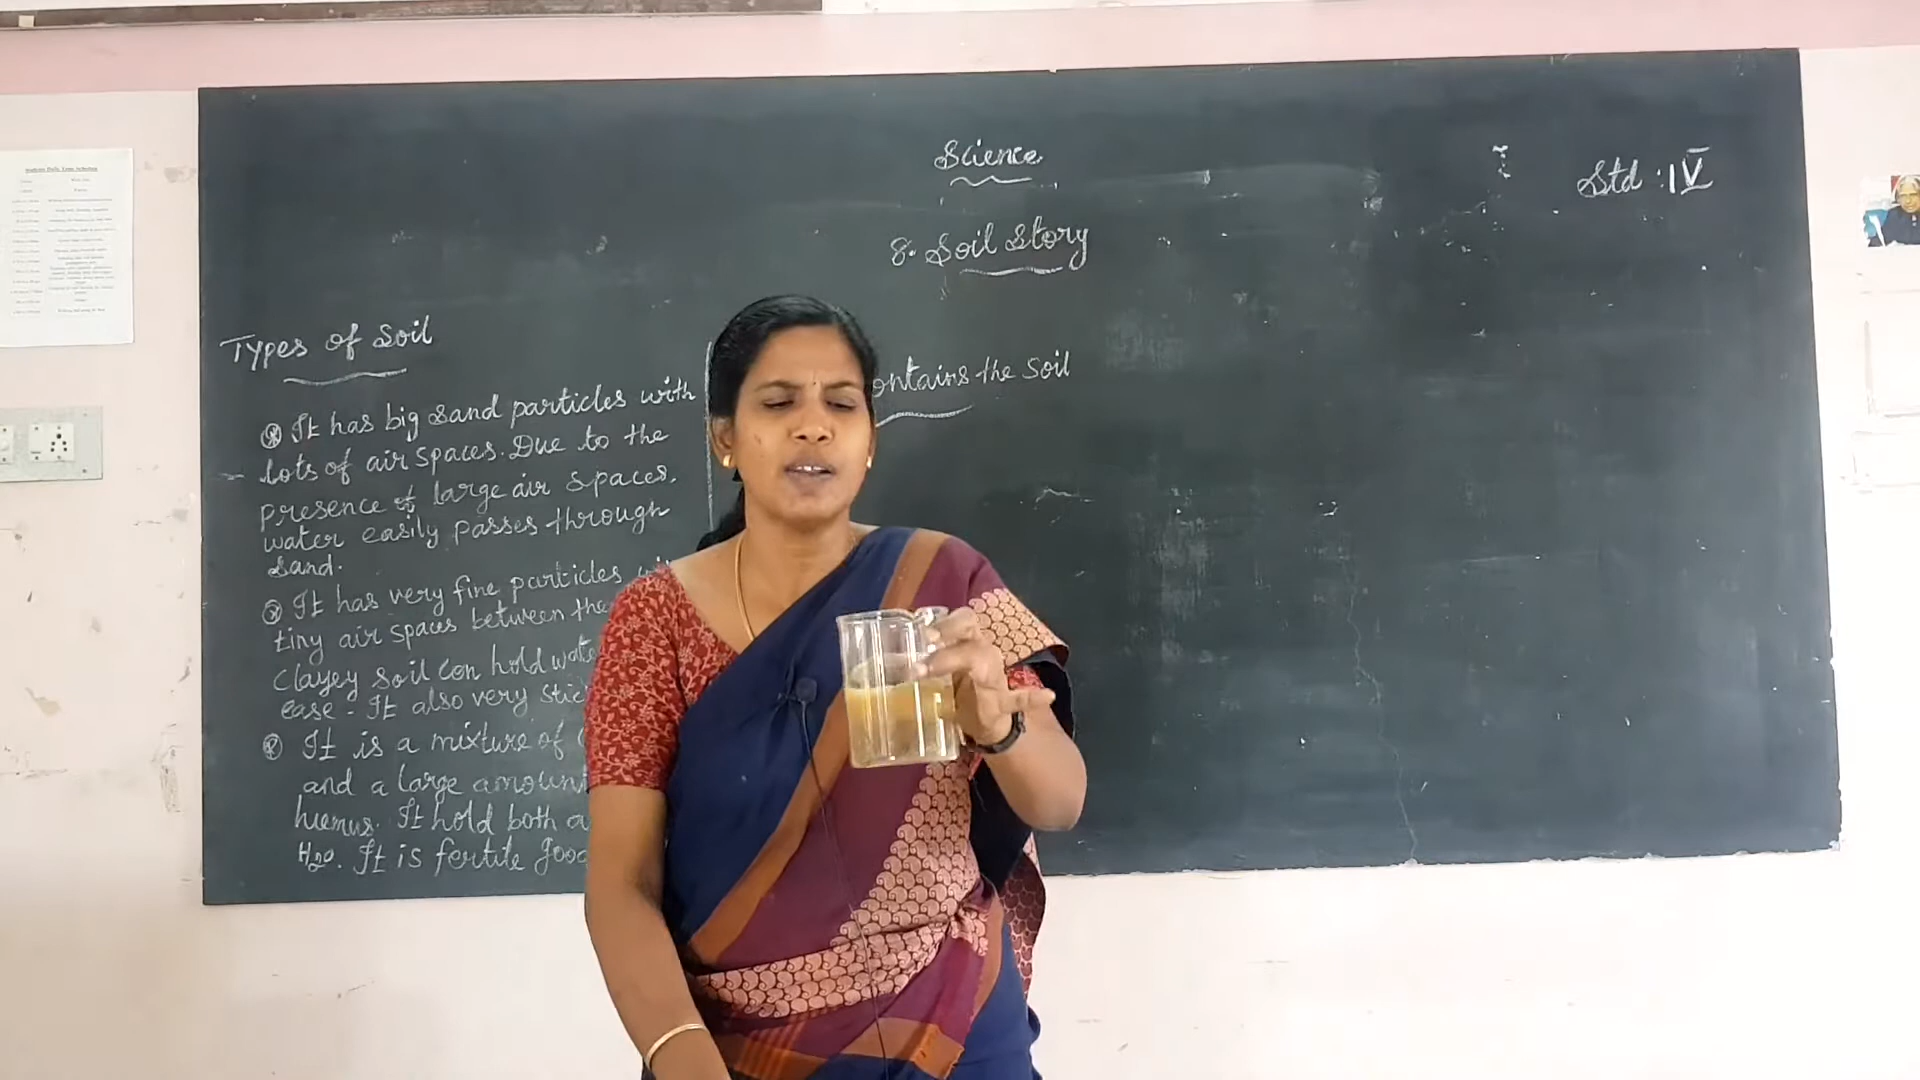 Science
Std : IV
8. Soil Story
Types of Soil
ontains the Soil
It has big sand particles with
lots of air spaces. Due to the
presence of large air spaces.
water easily passes through
sand.
It has very fine particles
tiny air spaces between the
clayey soil can hold wate
ease - It also very stic
It is a mixture of
and a large amoun
humus. It hold both a
H2O. It is fertile good